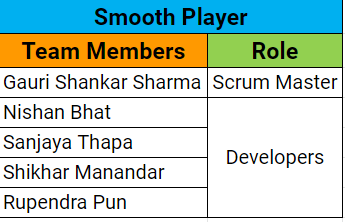 Smooth Player
Team Members Role
Gauri Shankar Sharma Scrum Master
Nishan Bhat
Sanjaya Thapa
Shikhar Manandar
Rupendra Pun
Developers